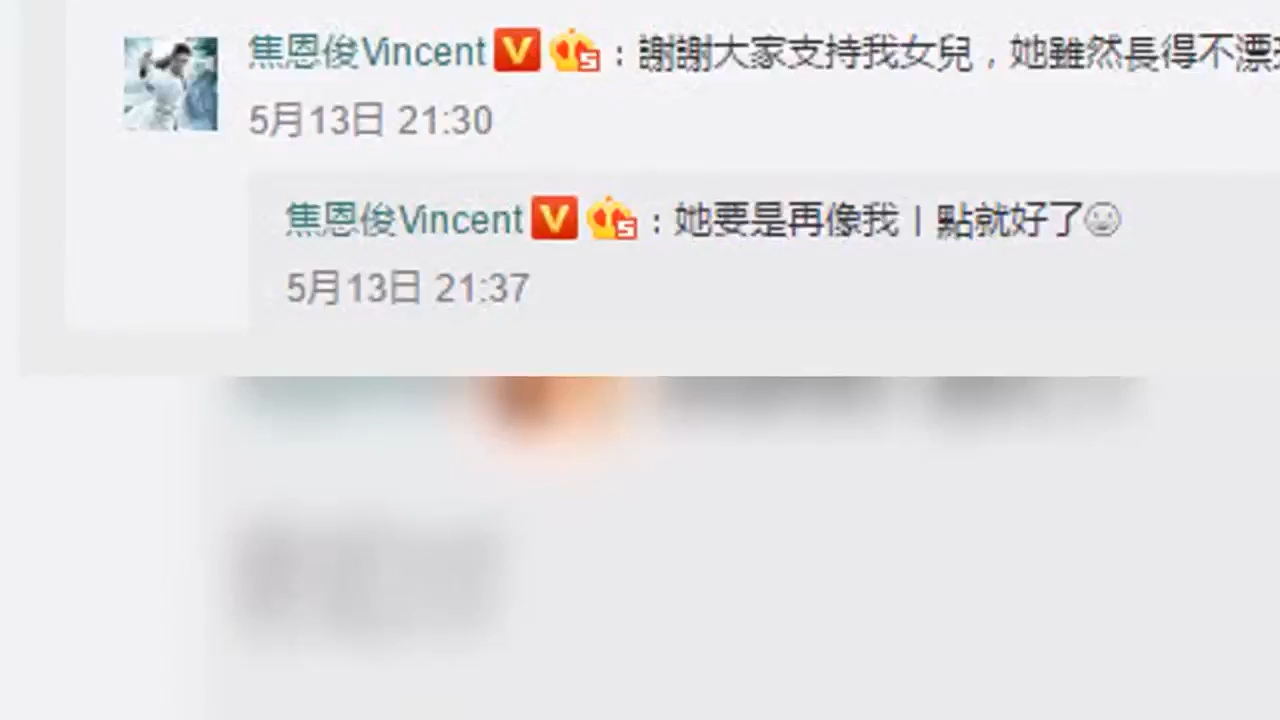 焦恩俊Vincent V 5：謝謝大家支持我女兒，她雖然長得不漂
5月13日 21:30
焦恩俊Vincent V 5：她要是再像我丨點就好了
5月13日 21:37